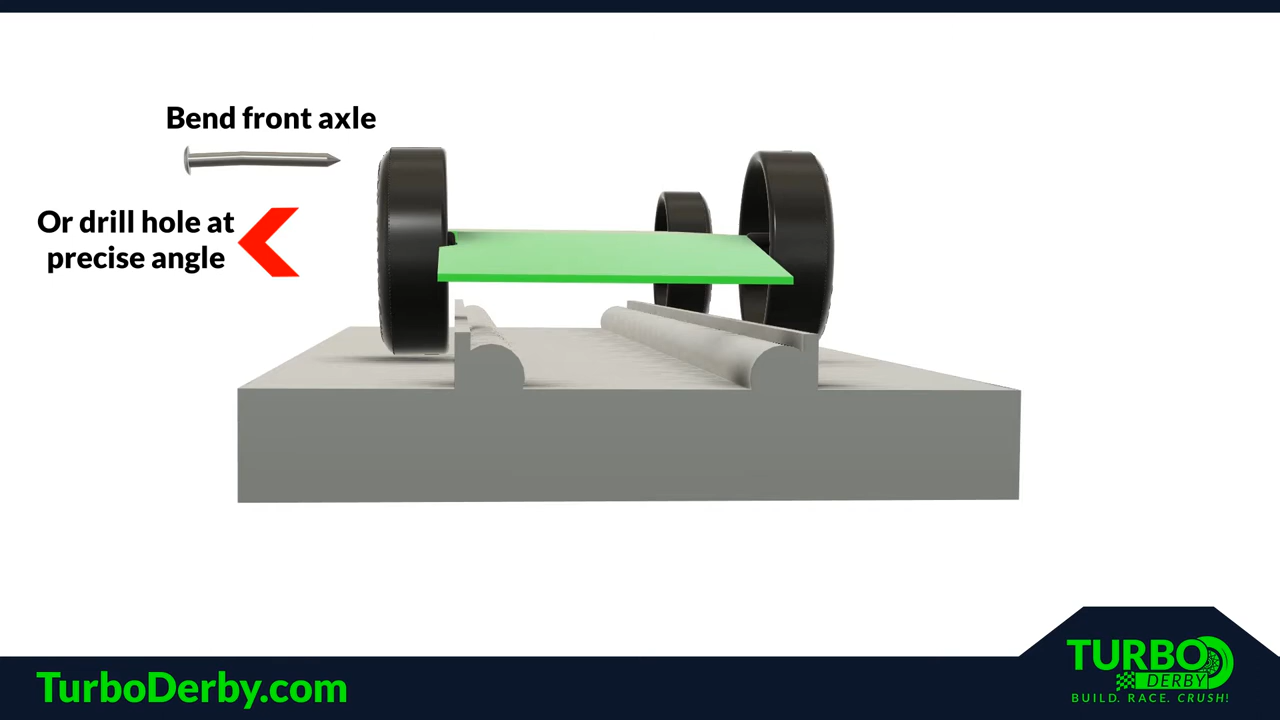 Bend front axle
Or drill hole at
precise angle
TurboDerby.com
TURBO
DERBY
BUILD. RACE. CRUSH!